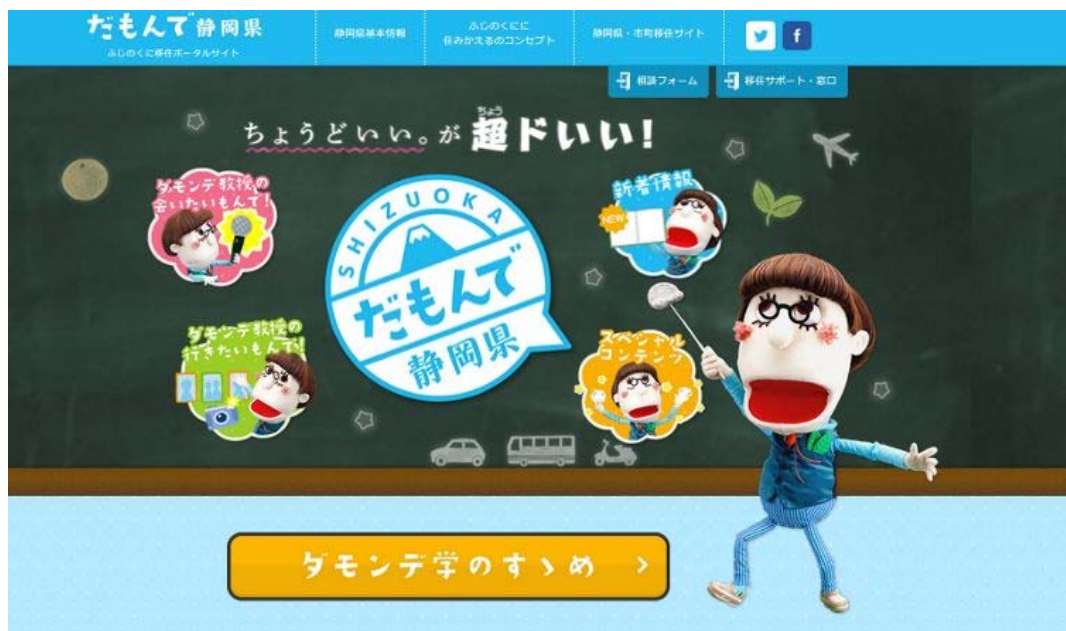 だもんで静岡県
ふじのくに移住ポータルサイト
静岡県基本情報
ふじのくにに
住みかえるのコンセプト
静岡県・市町移住サイト
相談フォーム
移住サポート・窓口
ちょう
ちょうどいい。が超ドいい!
ダモンデ教授の
会いたいもんで!
新着情報
NEW
SHIZUOKA
だもんで
静岡県
ダモンデ教授の
行きたいもんで!
スペシャル
コンテンツ
ダモンデ学のすゝめ